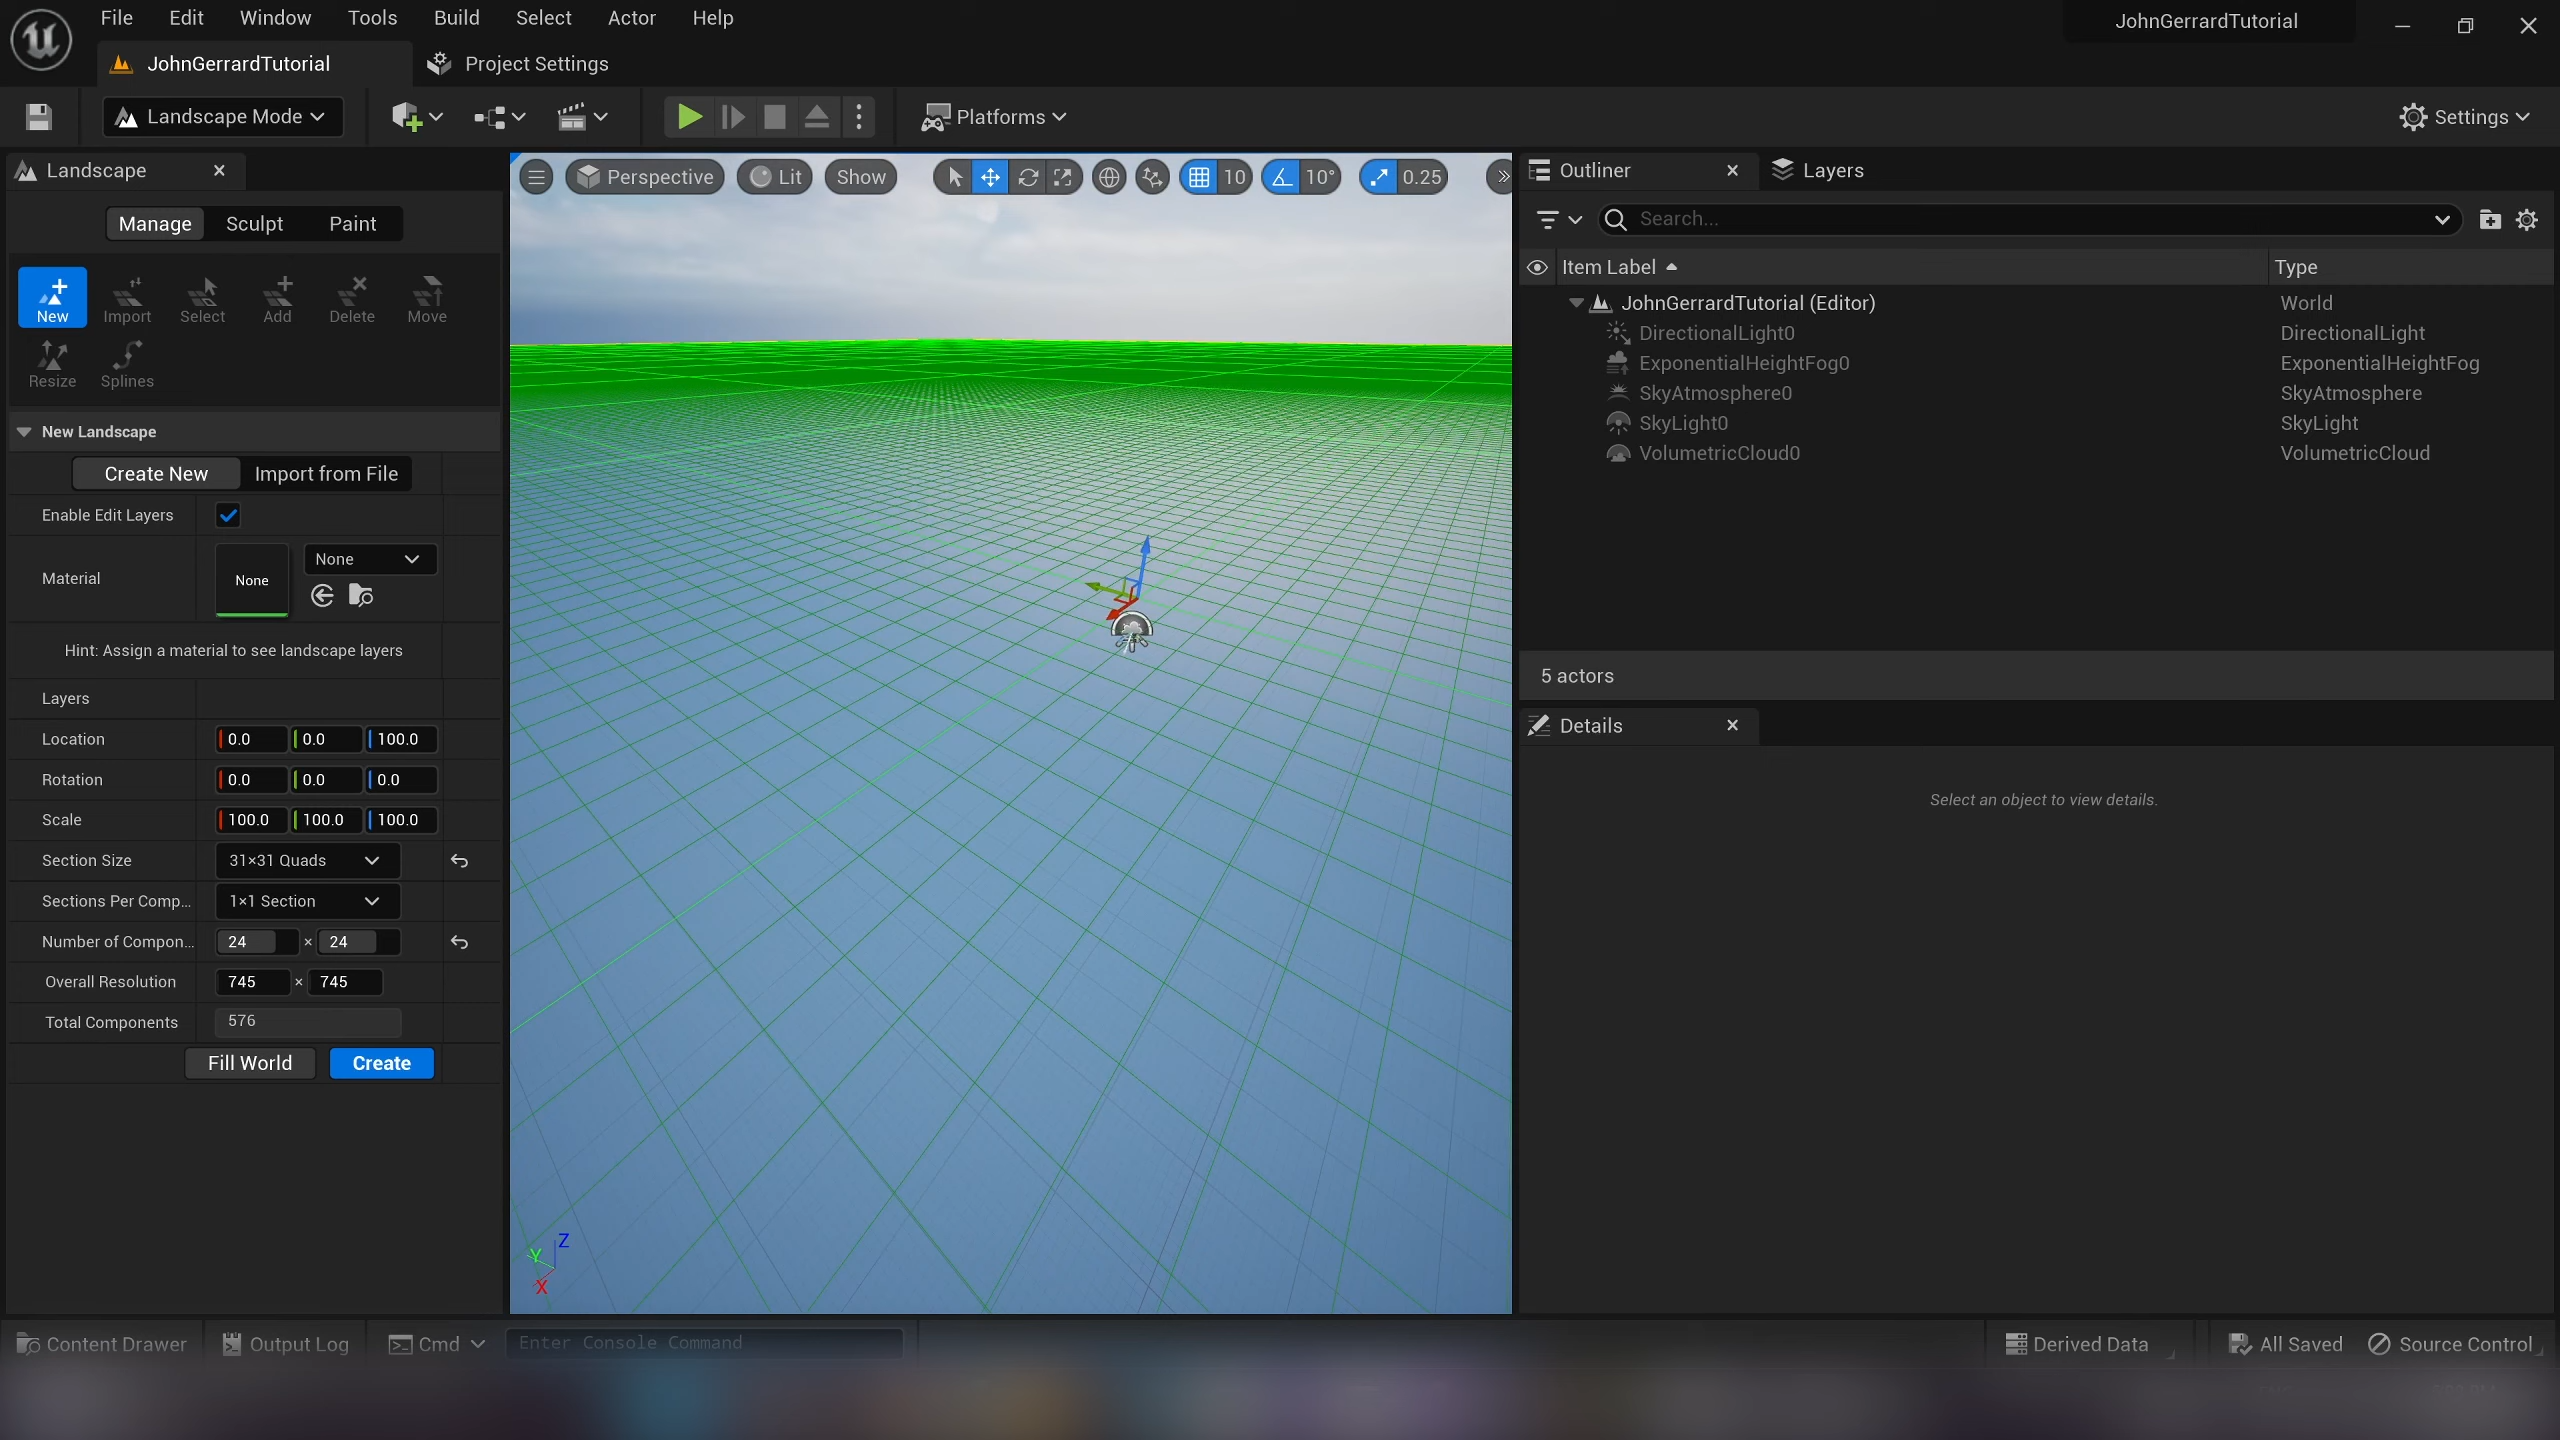 File Edit Window Tools Build Select Actor Help
JohnGerrardTutorial
JohnGerrardTutorial
Project Settings
Landscape Mode
Platforms
Settings
Landscape
Manage Sculpt Paint
New Import Select Add Delete Move
Resize Splines
New Landscape
Create New Import from File
Enable Edit Layers
Material
None
None
Hint: Assign a material to see landscape layers
Layers
Location 0.0 0.0 100.0
Rotation 0.0 0.0 0.0
Scale 100.0 100.0 100.0
Section Size 31×31 Quads
Sections Per Comp... 1×1 Section
Number of Compon... 24 × 24
Overall Resolution 745 × 745
Total Components 576
Fill World Create
Perspective Lit Show 10 10° 0.25
Z
Y
X
Outliner
Layers
Search...
Item Label Type
JohnGerrardTutorial (Editor) World
DirectionalLight0 DirectionalLight
ExponentialHeightFog0 ExponentialHeightFog
SkyAtmosphere0 SkyAtmosphere
SkyLight0 SkyLight
VolumetricCloud0 VolumetricCloud
5 actors
Details
Select an object to view details.
Content Drawer Output Log Cmd Enter Console Command Derived Data All Saved Source Control